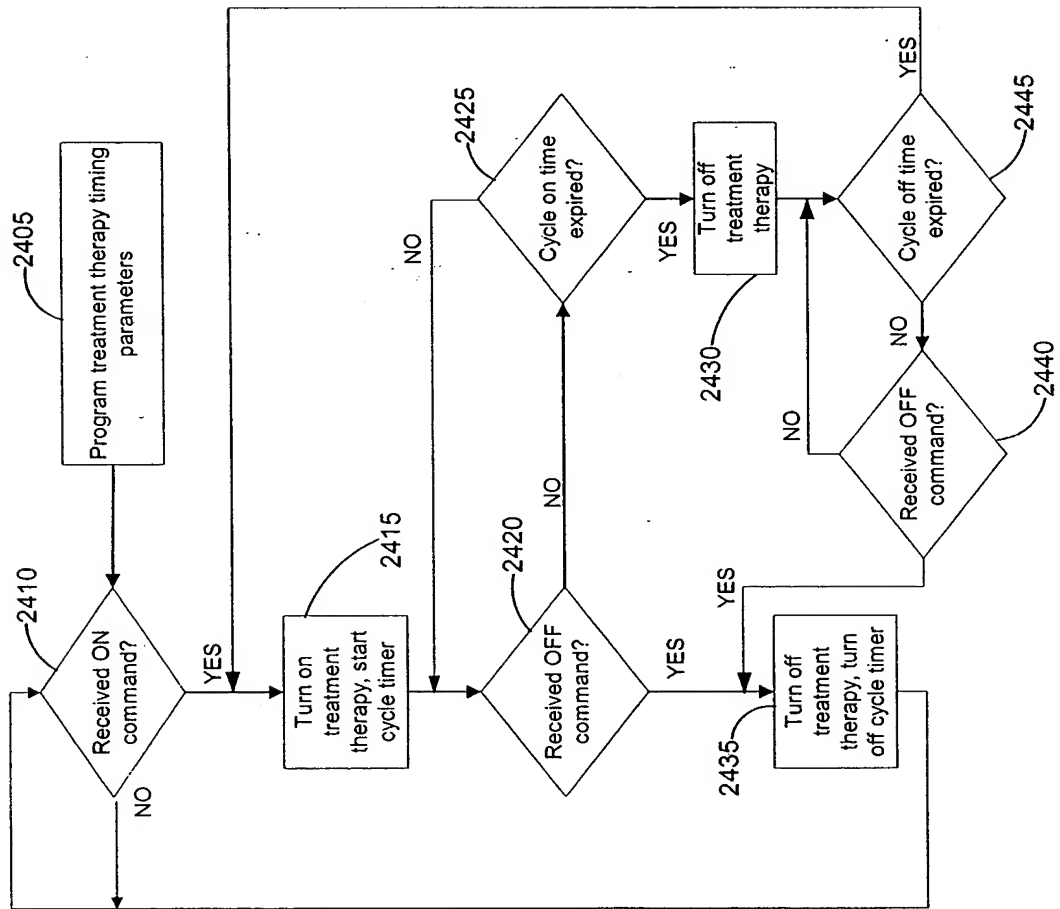 2405
Program treatment therapy timing
parameters
2410
Received ON
command?
NO
YES
2415
Turn on
treatment
therapy, start
cycle timer
NO
2420
Received OFF
command?
NO
YES
2425
Cycle on time
expired?
YES
Turn off
treatment
therapy
2430
Cycle off time
expired?
2445
YES
NO
Received OFF
command?
2440
NO
YES
Turn off
treatment
therapy, turn
off cycle timer
2435